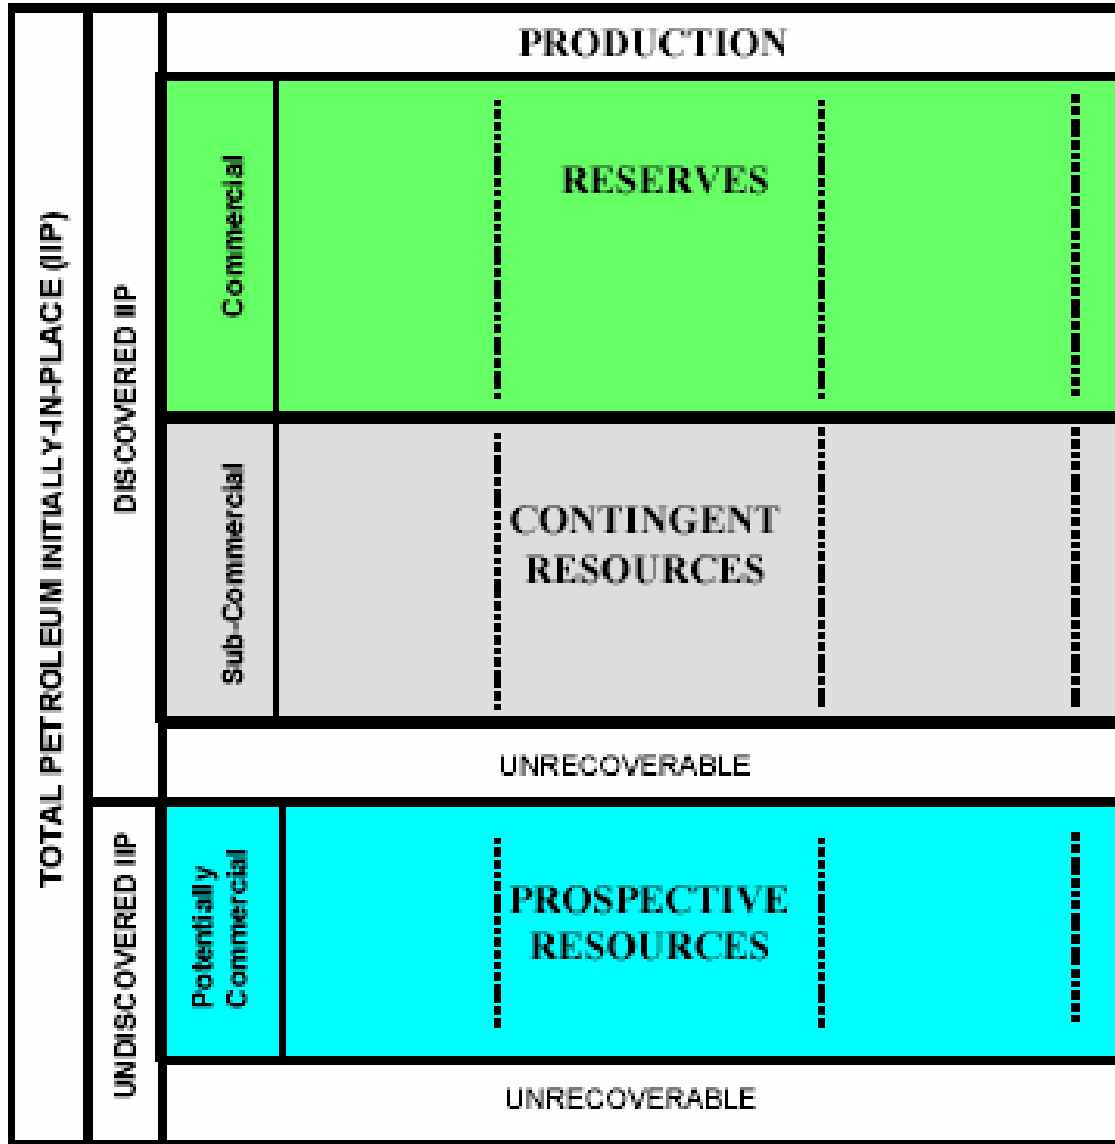 TOTAL PETROLEUM INITIALLY-IN-PLACE (IIP)
DISCOVERED IIP
PRODUCTION
Commercial
RESERVES
Sub-Commercial
CONTINGENT
RESOURCES
UNRECOVERABLE
UNDISCOVERED IIP
Potentially
Commercial
PROSPECTIVE
RESOURCES
UNRECOVERABLE